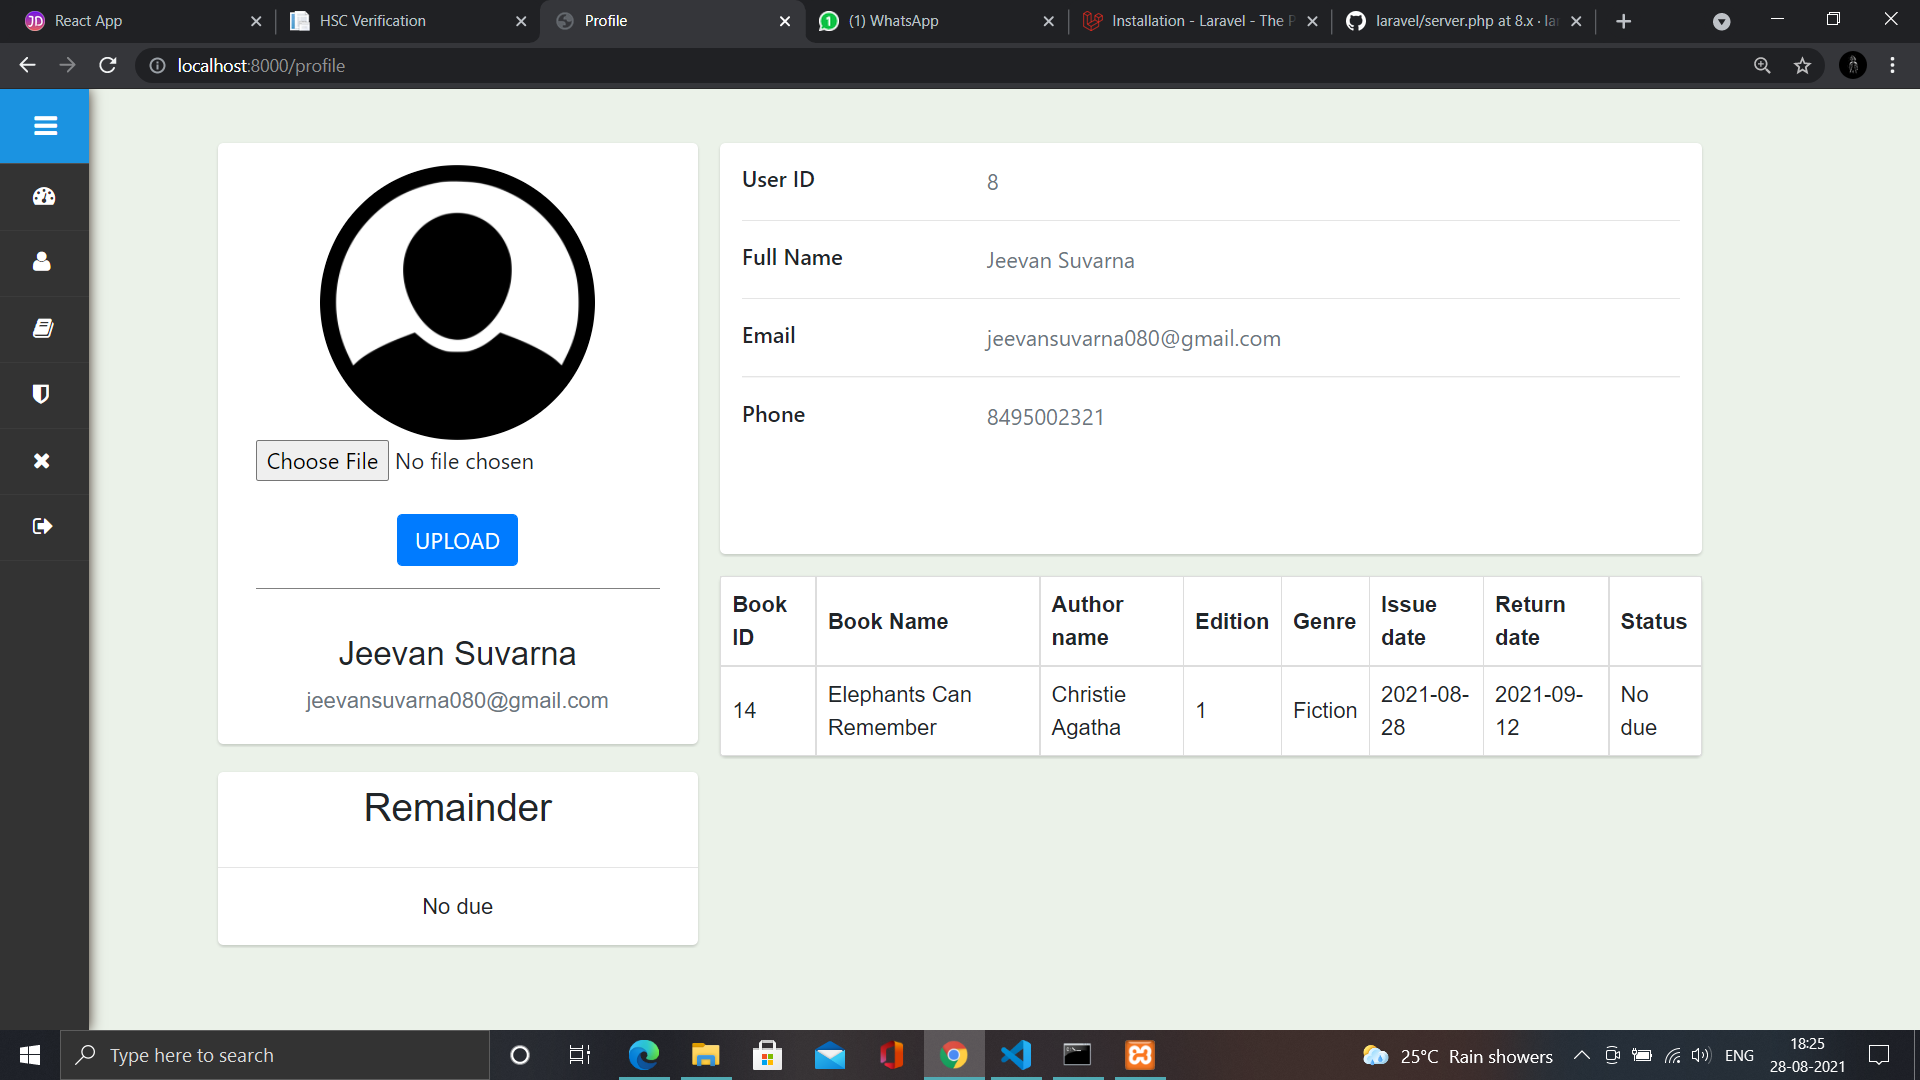 React App
HSC Verification
Profile
(1) WhatsApp
Installation - Laravel - The P
laravel/server.php at 8.x · la
localhost:8000/profile
User ID
8
Full Name
Jeevan Suvarna
Email
jeevansuvarna080@gmail.com
Phone
8495002321
Choose File No file chosen
UPLOAD
Jeevan Suvarna
jeevansuvarna080@gmail.com
Remainder
No due
Book ID
Book Name
Author name
Edition
Genre
Issue date
Return date
Status
14
Elephants Can Remember
Christie Agatha
1
Fiction
2021-08-28
2021-09-12
No due
Type here to search
25°C Rain showers
ENG
18:25
28-08-2021